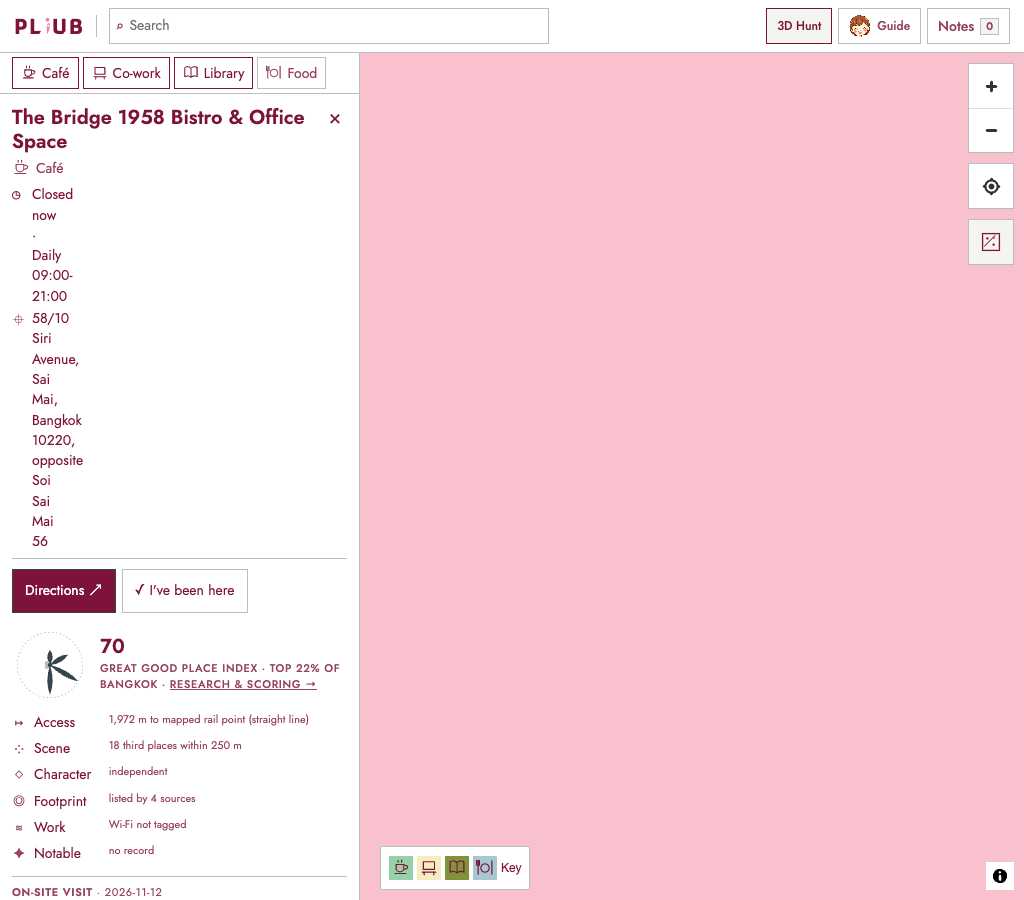 PL UB
Search
3D Hunt
Guide
Notes 0
Café
Co-work
Library
Food
The Bridge 1958 Bistro & Office
Space
×
Café
Closed
now
·
Daily
09:00-
21:00
58/10
Siri
Avenue,
Sai
Mai,
Bangkok
10220,
opposite
Soi
Sai
Mai
56
Directions ↗
✓ I've been here
70
GREAT GOOD PLACE INDEX · TOP 22% OF
BANGKOK · RESEARCH & SCORING →
Access 1,972 m to mapped rail point (straight line)
Scene 18 third places within 250 m
Character independent
Footprint listed by 4 sources
Work Wi-Fi not tagged
Notable no record
ON-SITE VISIT · 2026-11-12
+
−
Key